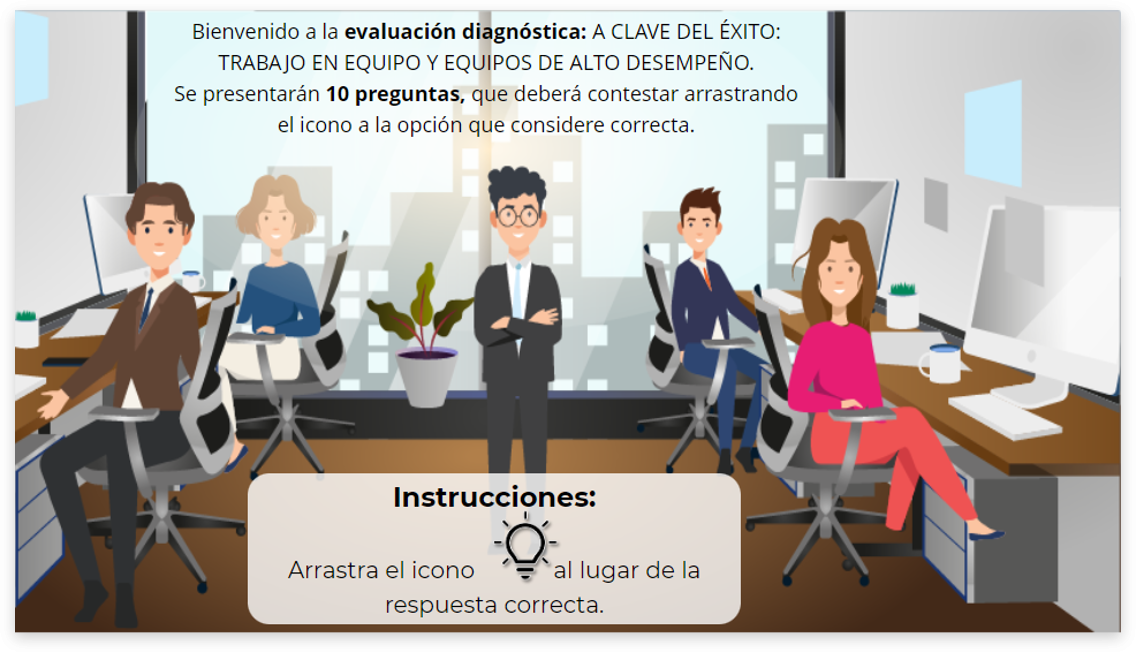 Bienvenido a la evaluación diagnóstica: A CLAVE DEL ÉXITO:
TRABAJO EN EQUIPO Y EQUIPOS DE ALTO DESEMPEÑO.
Se presentarán 10 preguntas, que deberá contestar arrastrando
el icono a la opción que considere correcta.
Instrucciones:
Arrastra el icono al lugar de la
respuesta correcta.